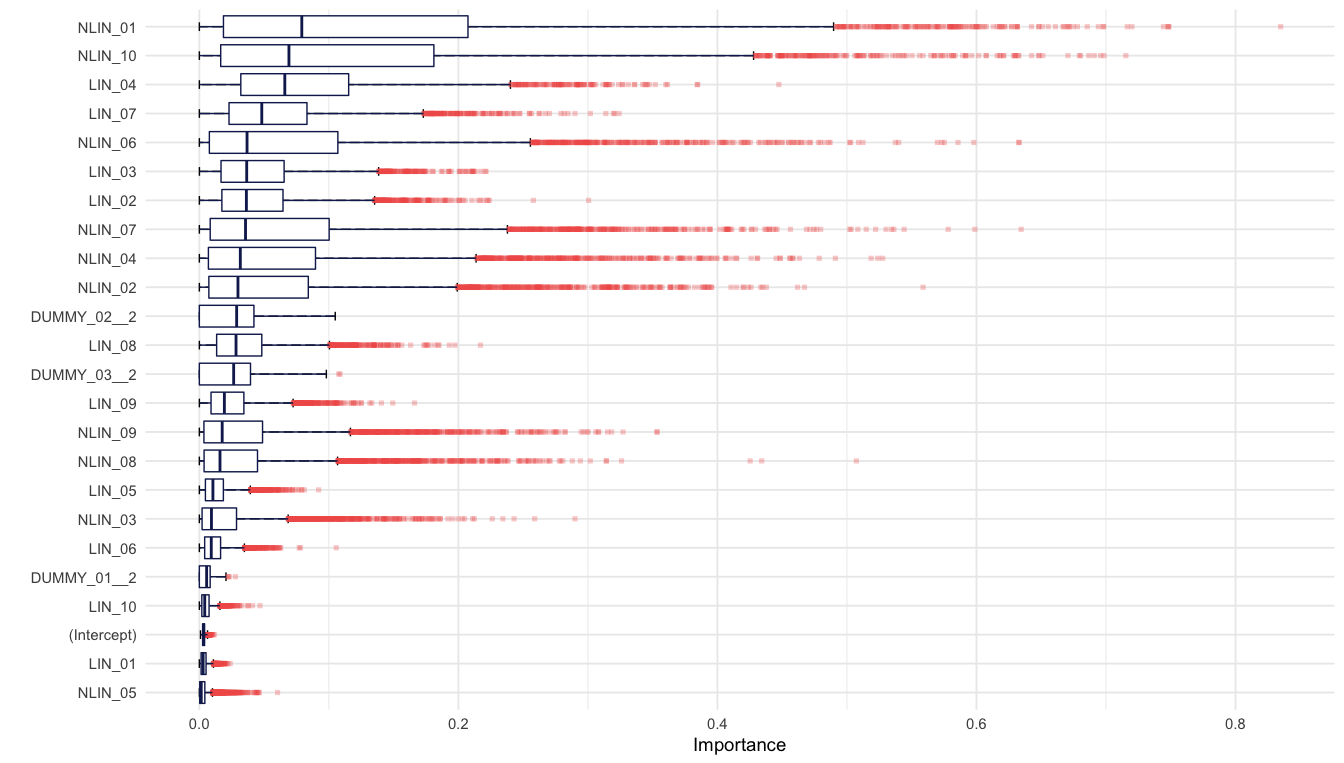 NLIN_01
NLIN_10
LIN_04
LIN_07
NLIN_06
LIN_03
LIN_02
NLIN_07
NLIN_04
NLIN_02
DUMMY_02__2
LIN_08
DUMMY_03__2
LIN_09
NLIN_09
NLIN_08
LIN_05
NLIN_03
LIN_06
DUMMY_01__2
LIN_10
(Intercept)
LIN_01
NLIN_05
0.0 0.2 0.4 0.6 0.8
Importance